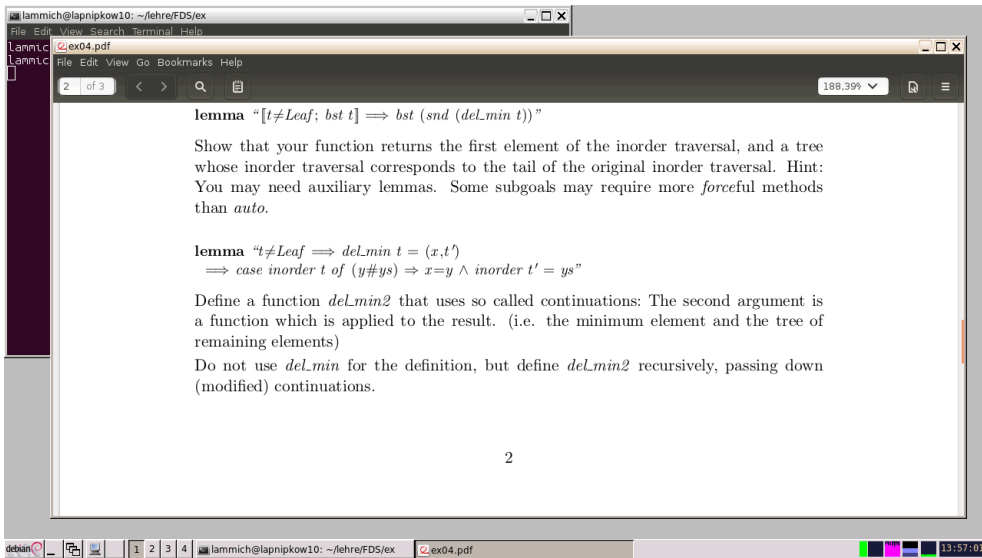 lammich@lapnipkow10: ~/lehre/FDS/ex
File Edit View Search Terminal Help
lammic
lammic
ex04.pdf
File Edit View Go Bookmarks Help
2 of 3
188,39%
lemma “⟦t≠Leaf; bst t⟧ ⟹ bst (snd (del_min t))”
Show that your function returns the first element of the inorder traversal, and a tree
whose inorder traversal corresponds to the tail of the original inorder traversal. Hint:
You may need auxiliary lemmas. Some subgoals may require more forceful methods
than auto.
lemma “t≠Leaf ⟹ del_min t = (x,t′)
⟹ case inorder t of (y#ys) ⇒ x=y ∧ inorder t′ = ys”
Define a function del_min2 that uses so called continuations: The second argument is
a function which is applied to the result. (i.e. the minimum element and the tree of
remaining elements)
Do not use del_min for the definition, but define del_min2 recursively, passing down
(modified) continuations.
2
debian
1 2 3 4
lammich@lapnipkow10: ~/lehre/FDS/ex
ex04.pdf
13:57:01